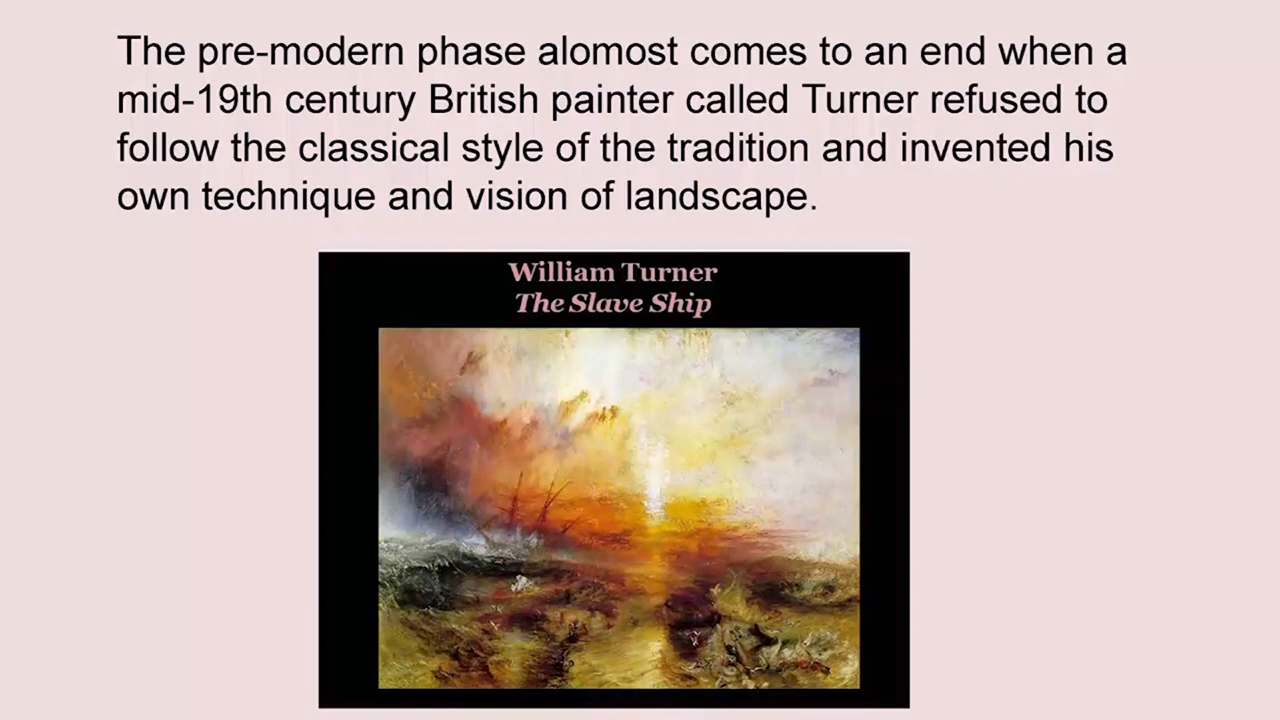 The pre-modern phase alomost comes to an end when a
mid-19th century British painter called Turner refused to
follow the classical style of the tradition and invented his
own technique and vision of landscape.
William Turner
The Slave Ship